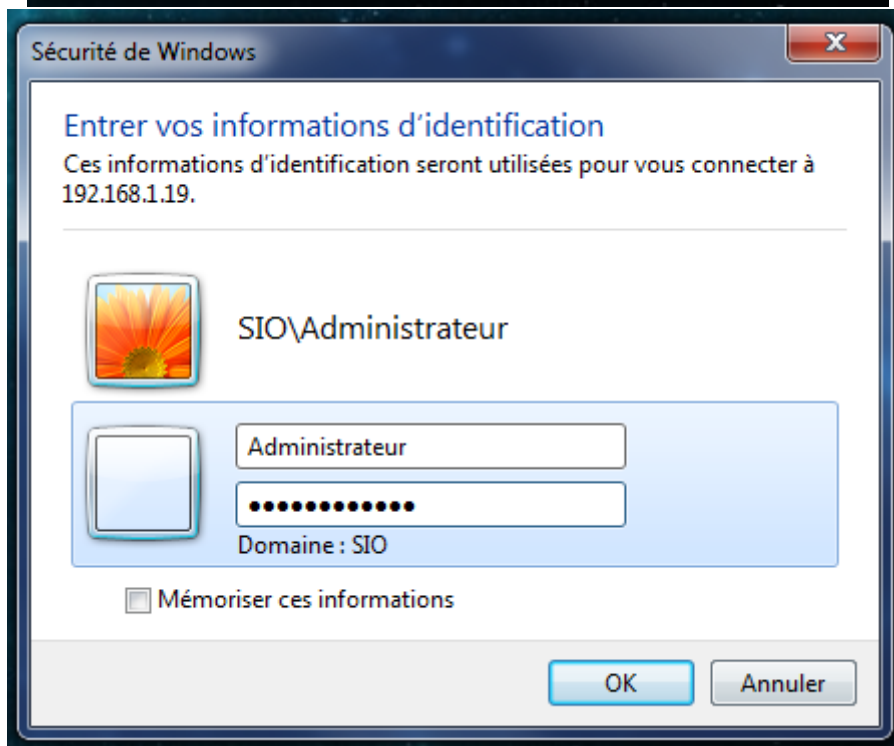 Sécurité de Windows
Entrer vos informations d’identification
Ces informations d’identification seront utilisées pour vous connecter à
192.168.1.19.
SIO\Administrateur
Administrateur
●●●●●●●●●●●●
Domaine : SIO
Mémoriser ces informations
OK
Annuler